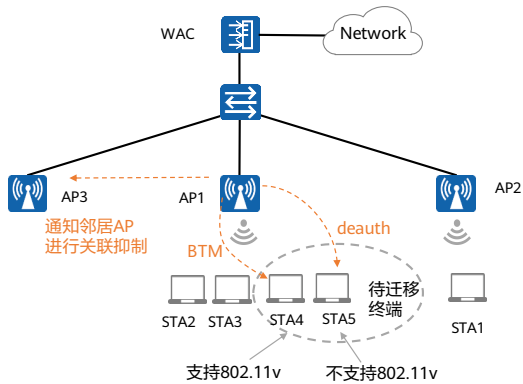 WAC
Network
AP3
AP1
AP2
通知邻居AP
进行关联抑制
deauth
BTM
待迁移
终端
STA2
STA3
STA4
STA5
STA1
支持802.11v
不支持802.11v